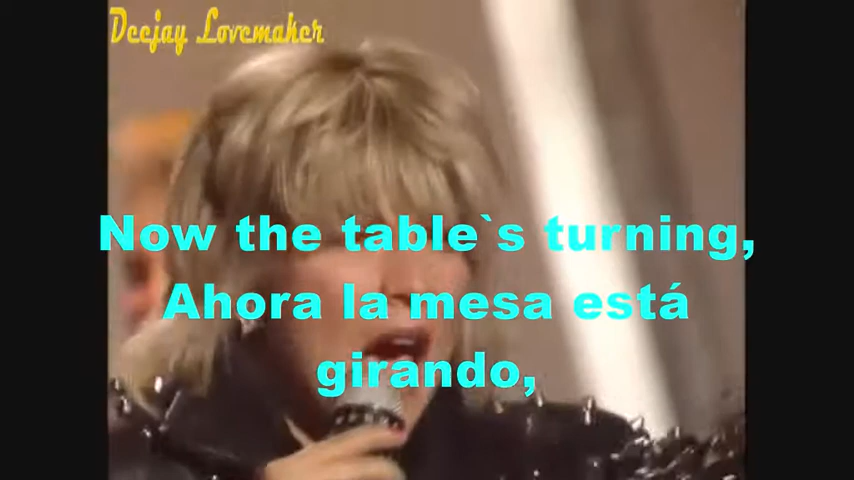 Deejay Lovemaker
Now the table`s turning,
Ahora la mesa está
girando,